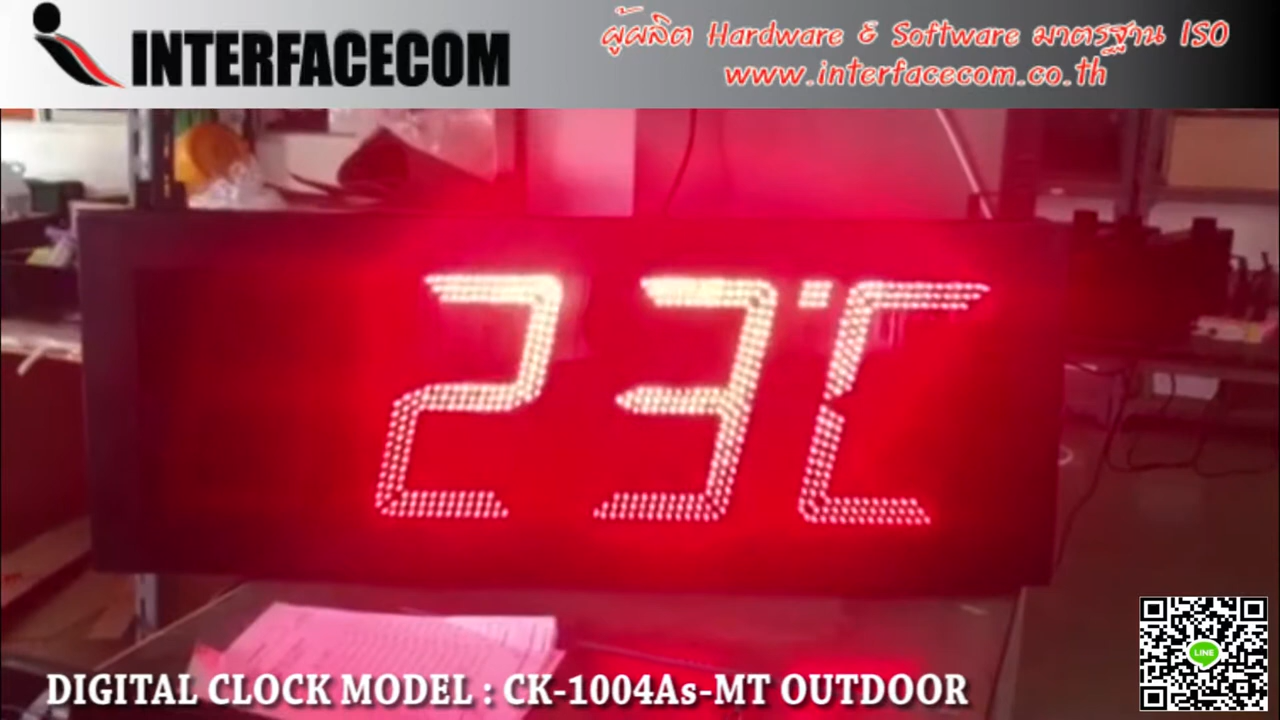 INTERFACECOM
ผู้ผลิต Hardware & Software มาตรฐาน ISO
www.interfacecom.co.th
23°C
LINE
DIGITAL CLOCK MODEL : CK-1004As-MT OUTDOOR